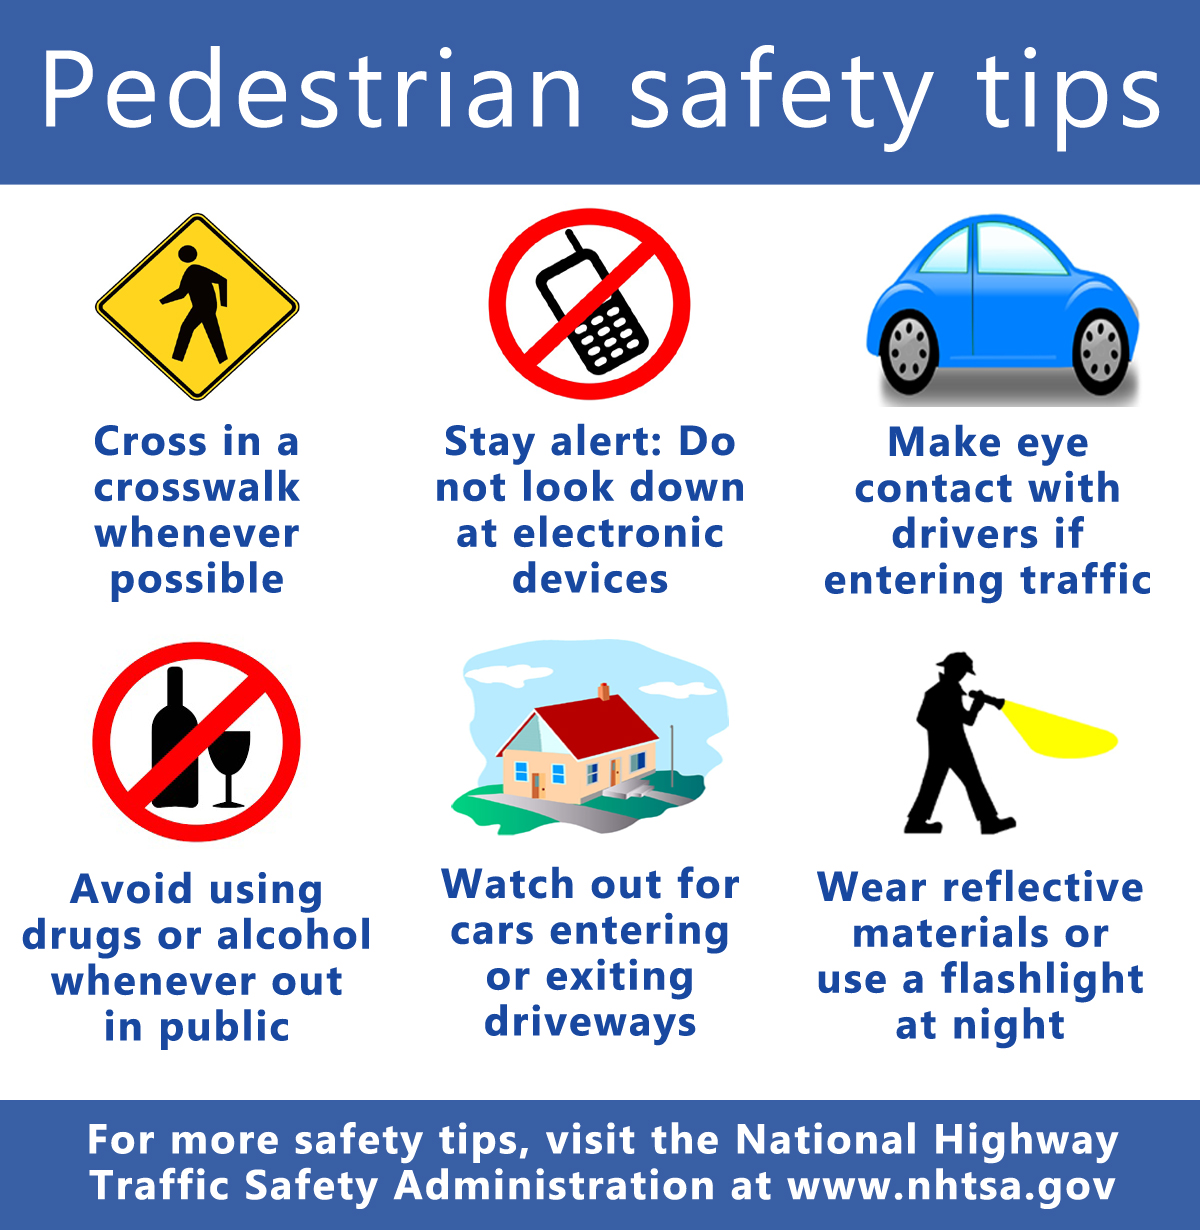 Pedestrian safety tips
Cross in a
crosswalk
whenever
possible
Stay alert: Do
not look down
at electronic
devices
Make eye
contact with
drivers if
entering traffic
Avoid using
drugs or alcohol
whenever out
in public
Watch out for
cars entering
or exiting
driveways
Wear reflective
materials or
use a flashlight
at night
For more safety tips, visit the National Highway
Traffic Safety Administration at www.nhtsa.gov